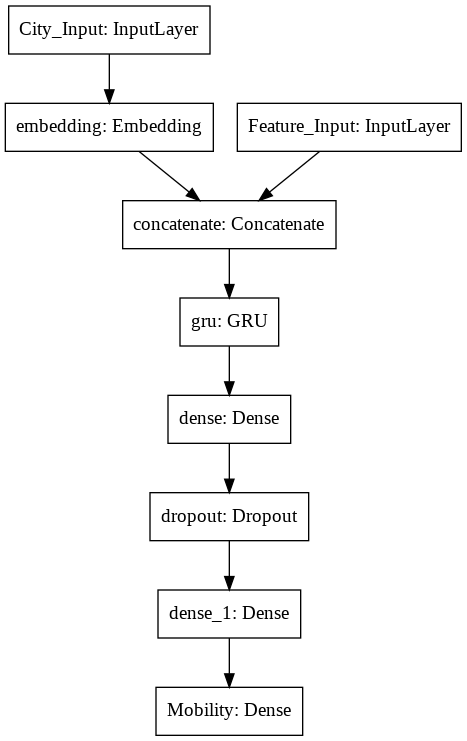 City_Input: InputLayer
embedding: Embedding
Feature_Input: InputLayer
concatenate: Concatenate
gru: GRU
dense: Dense
dropout: Dropout
dense_1: Dense
Mobility: Dense